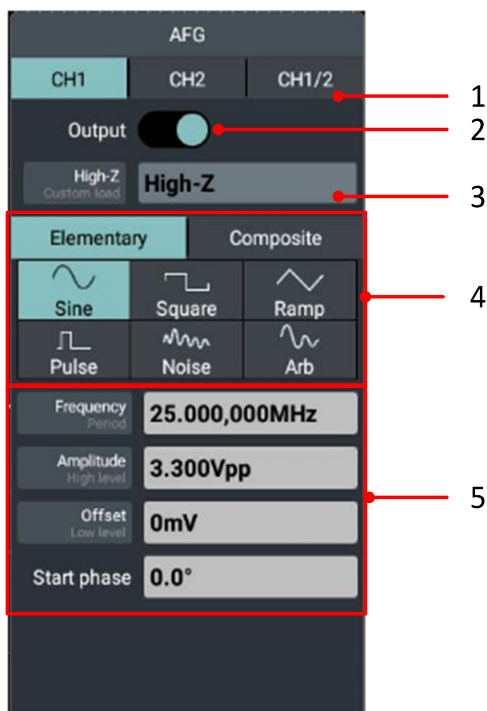 AFG
CH1 CH2 CH1/2
1
Output
2
High-Z
Custom load
High-Z
3
Elementary Composite
4
Sine Square Ramp
Pulse Noise Arb
Frequency
Period
25.000,000MHz
Amplitude
High level
3.300Vpp
5
Offset
Low level
0mV
Start phase 0.0°